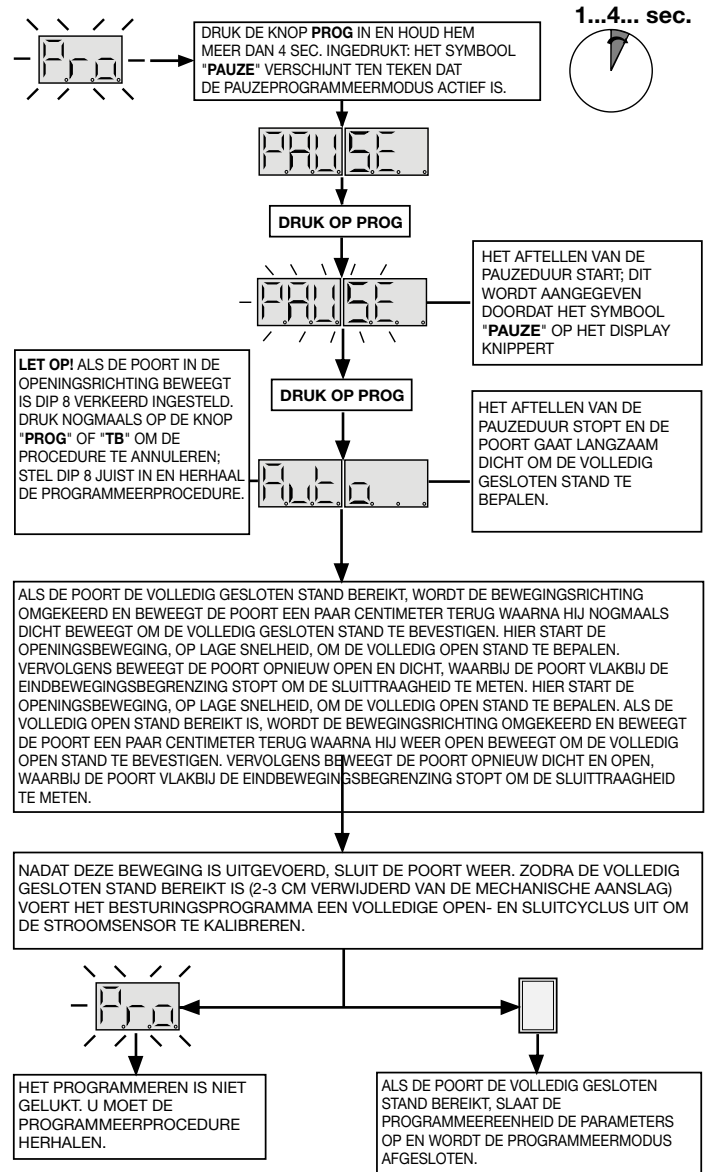 1...4... sec.
Pro
DRUK DE KNOP PROG IN EN HOUD HEM
MEER DAN 4 SEC. INGEDRUKT: HET SYMBOOL
"PAUZE" VERSCHIJNT TEN TEKEN DAT
DE PAUZEPROGRAMMEERMODUS ACTIEF IS.
PAUSE
DRUK OP PROG
PAUSE
HET AFTELLEN VAN DE
PAUZEDUUR START; DIT
WORDT AANGEGEVEN
DOORDAT HET SYMBOOL
"PAUZE" OP HET DISPLAY
KNIPPERT
LET OP! ALS DE POORT IN DE
OPENINGSRICHTING BEWEEGT
IS DIP 8 VERKEERD INGESTELD.
DRUK NOGMAALS OP DE KNOP
"PROG" OF "TB" OM DE
PROCEDURE TE ANNULEREN;
STEL DIP 8 JUIST IN EN HERHAAL
DE PROGRAMMEERPROCEDURE.
DRUK OP PROG
Auto
HET AFTELLEN VAN DE
PAUZEDUUR STOPT EN DE
POORT GAAT LANGZAAM
DICHT OM DE VOLLEDIG
GESLOTEN STAND TE
BEPALEN.
ALS DE POORT DE VOLLEDIG GESLOTEN STAND BEREIKT, WORDT DE BEWEGINGSRICHTING
OMGEKEERD EN BEWEEGT DE POORT EEN PAAR CENTIMETER TERUG WAARNA HIJ NOGMAALS
DICHT BEWEEGT OM DE VOLLEDIG GESLOTEN STAND TE BEVESTIGEN. HIER START DE
OPENINGSBEWEGING, OP LAGE SNELHEID, OM DE VOLLEDIG OPEN STAND TE BEPALEN.
VERVOLGENS BEWEEGT DE POORT OPNIEUW OPEN EN DICHT, WAARBIJ DE POORT VLAKBIJ DE
EINDBEWEGINGSBEGRENZING STOPT OM DE SLUITTRAAGHEID TE METEN. HIER START DE
OPENINGSBEWEGING, OP LAGE SNELHEID, OM DE VOLLEDIG OPEN STAND TE BEPALEN. ALS DE
VOLLEDIG OPEN STAND BEREIKT IS, WORDT DE BEWEGINGSRICHTING OMGEKEERD EN BEWEEGT
DE POORT EEN PAAR CENTIMETER TERUG WAARNA HIJ WEER OPEN BEWEEGT OM DE VOLLEDIG
OPEN STAND TE BEVESTIGEN. VERVOLGENS BEWEEGT DE POORT OPNIEUW DICHT EN OPEN,
WAARBIJ DE POORT VLAKBIJ DE EINDBEWEGINGSBEGRENZING STOPT OM DE SLUITTRAAGHEID
TE METEN.
NADAT DEZE BEWEGING IS UITGEVOERD, SLUIT DE POORT WEER. ZODRA DE VOLLEDIG
GESLOTEN STAND BEREIKT IS (2-3 CM VERWIJDERD VAN DE MECHANISCHE AANSLAG)
VOERT HET BESTURINGSPROGRAMMA EEN VOLLEDIGE OPEN- EN SLUITCYCLUS UIT OM
DE STROOMSENSOR TE KALIBREREN.
Pro
HET PROGRAMMEREN IS NIET
GELUKT. U MOET DE
PROGRAMMEERPROCEDURE
HERHALEN.
ALS DE POORT DE VOLLEDIG GESLOTEN
STAND BEREIKT, SLAAT DE
PROGRAMMEEREENHEID DE PARAMETERS
OP EN WORDT DE PROGRAMMEERMODUS
AFGESLOTEN.